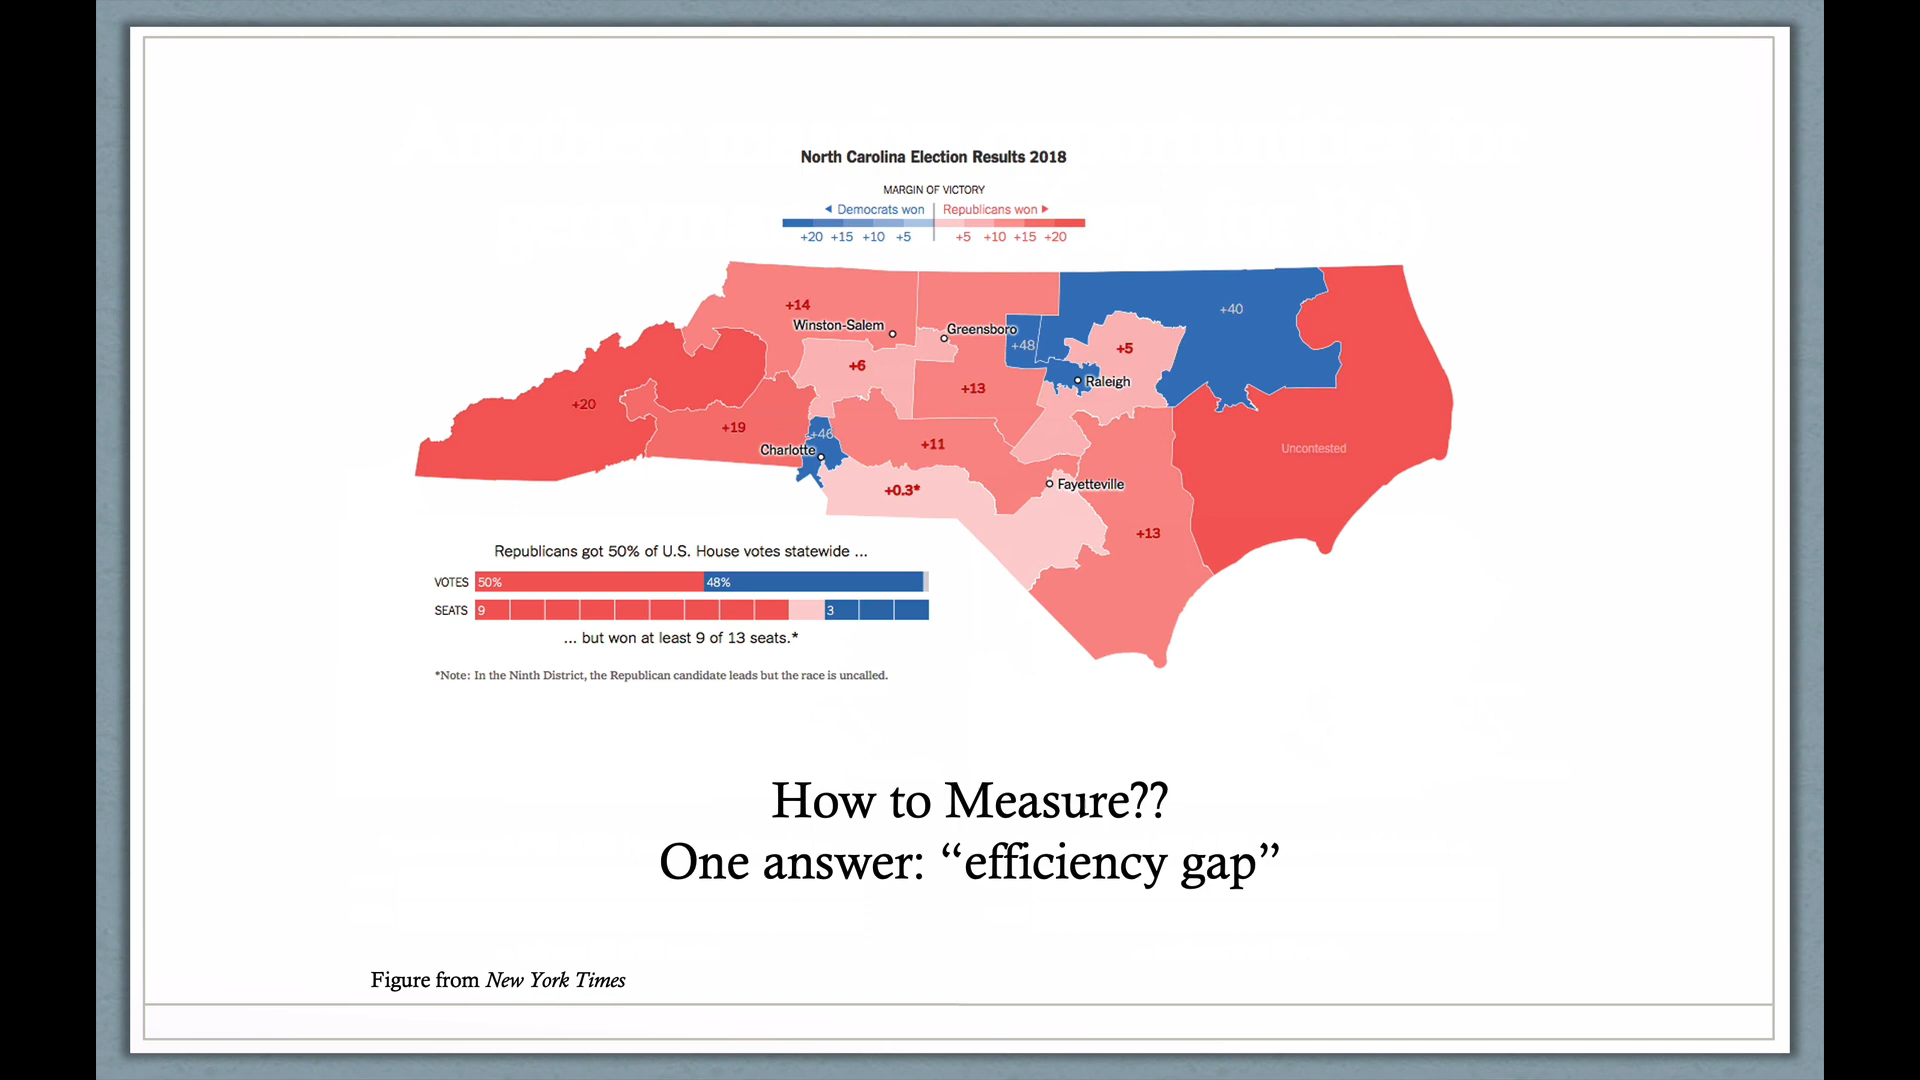 North Carolina Election Results 2018
MARGIN OF VICTORY
◄ Democrats won Republicans won ►
+20 +15 +10 +5 +5 +10 +15 +20
+14
+40
Winston-Salem
Greensboro
+48
+5
+6
+13
Raleigh
+20
+19
+46
+11
Charlotte
Uncontested
+0.3*
Fayetteville
+13
Republicans got 50% of U.S. House votes statewide ...
VOTES 50% 48%
SEATS 9 3
... but won at least 9 of 13 seats.*
*Note: In the Ninth District, the Republican candidate leads but the race is uncalled.
How to Measure??
One answer: “efficiency gap”
Figure from New York Times